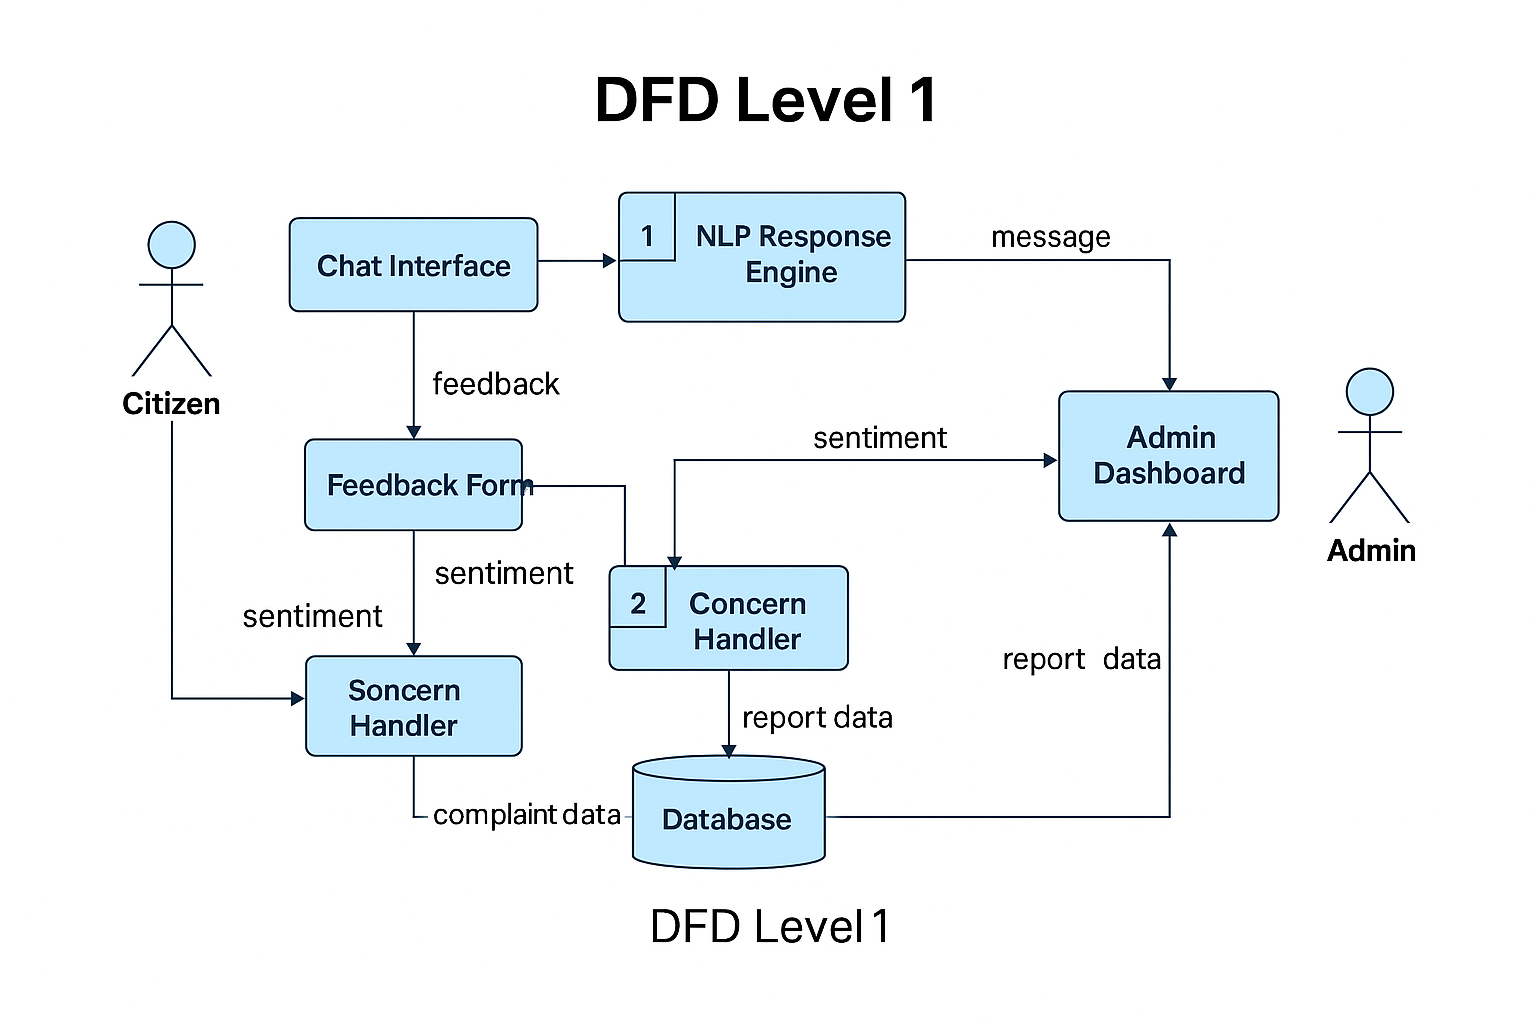 DFD Level 1
1
NLP Response
Engine
Chat Interface
message
Citizen
feedback
Feedback Form
sentiment
Admin
Dashboard
Admin
sentiment
sentiment
2
Concern
Handler
report data
Soncern
Handler
report data
complaint data
Database
DFD Level 1